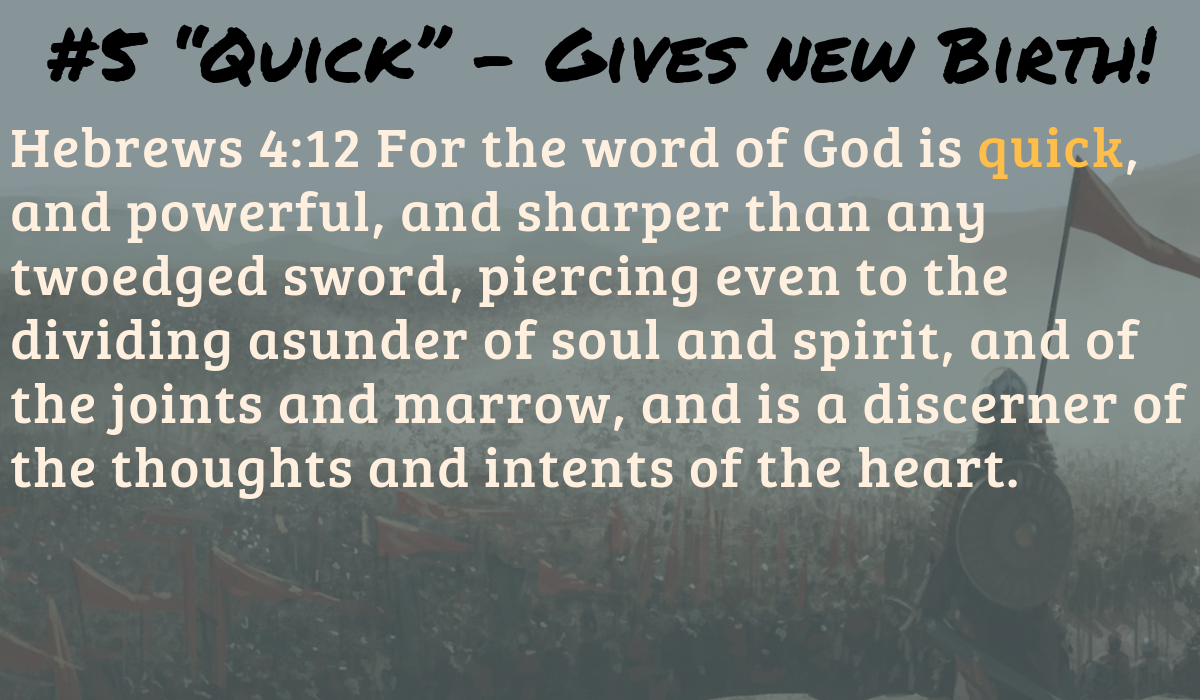 #5 “Quick” – Gives new Birth!
Hebrews 4:12 For the word of God is quick,
and powerful, and sharper than any
twoedged sword, piercing even to the
dividing asunder of soul and spirit, and of
the joints and marrow, and is a discerner of
the thoughts and intents of the heart.